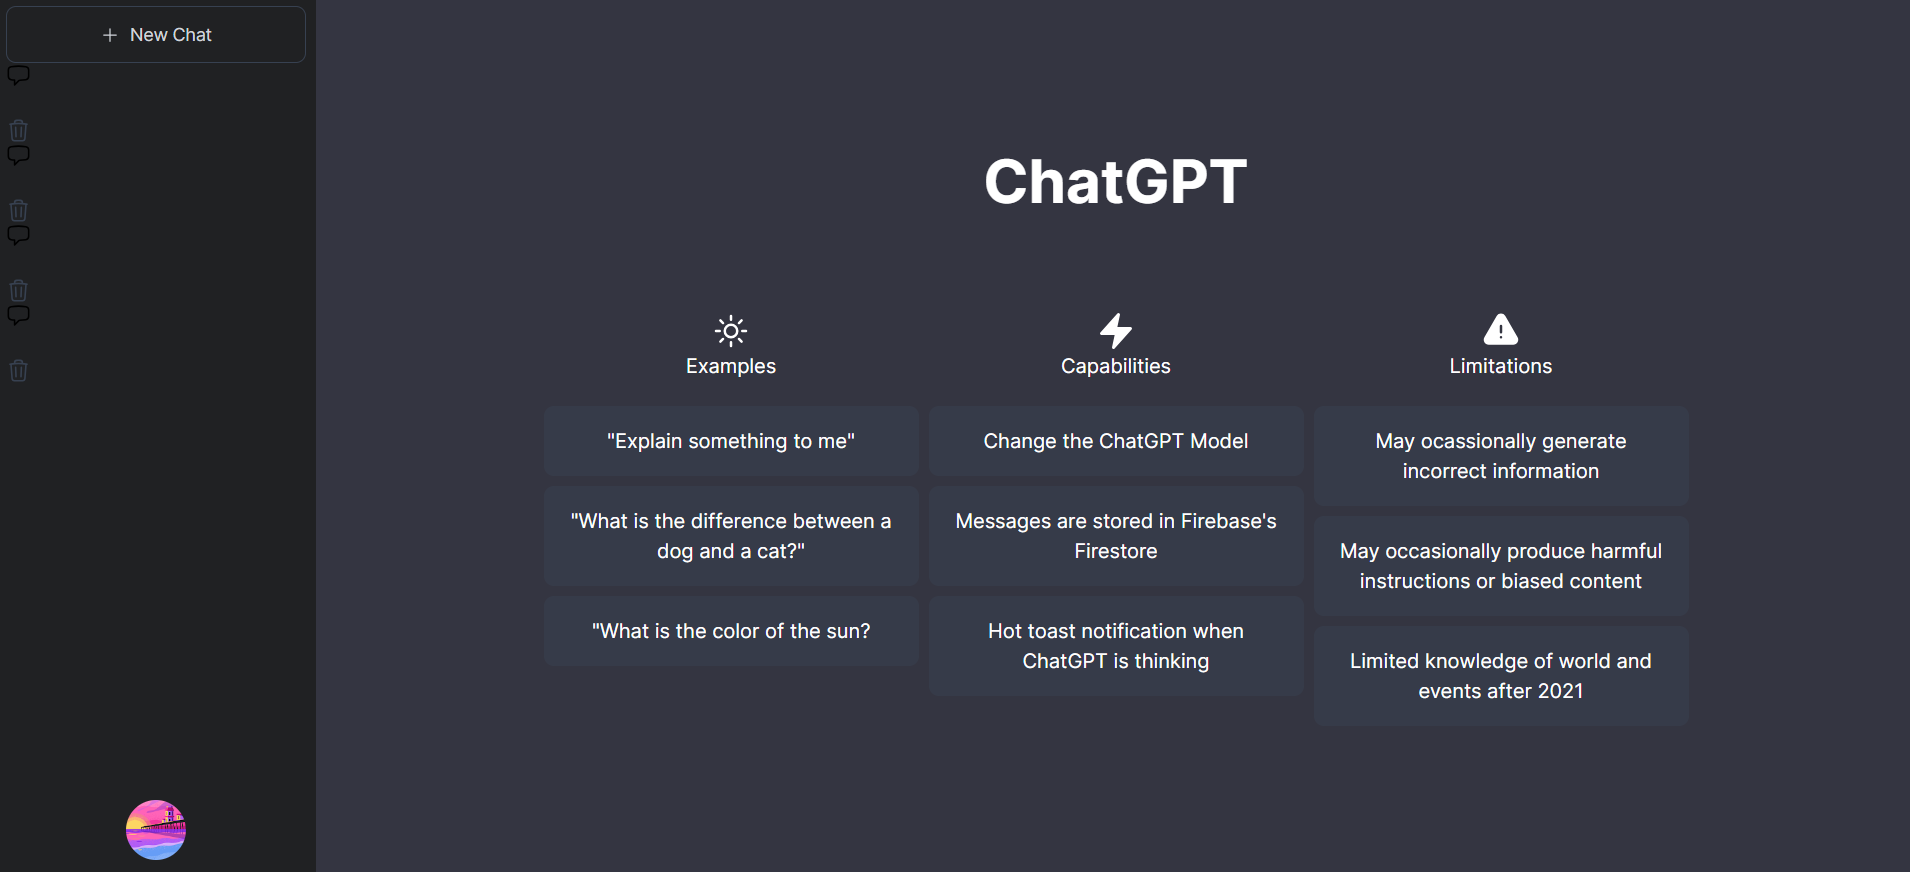 New Chat
ChatGPT
Examples
"Explain something to me"
"What is the difference between a
dog and a cat?"
"What is the color of the sun?
Capabilities
Change the ChatGPT Model
Messages are stored in Firebase's
Firestore
Hot toast notification when
ChatGPT is thinking
Limitations
May ocassionally generate
incorrect information
May occasionally produce harmful
instructions or biased content
Limited knowledge of world and
events after 2021